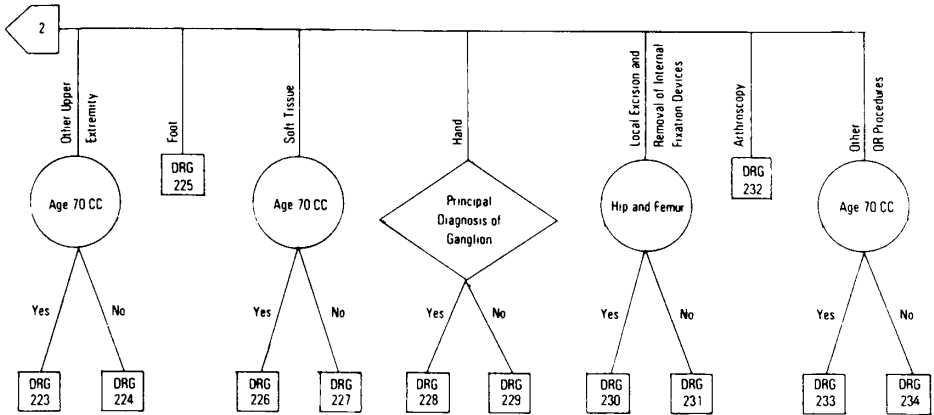 2
Other Upper
Extremity
Foot
Soft Tissue
Hand
Local Excision and
Removal of Internal
Fixation Devices
Arthroscopy
Other
OR Procedures
Age 70 CC
DRG
225
Age 70 CC
Principal
Diagnosis of
Ganglion
Hip and Femur
DRG
232
Age 70 CC
Yes
No
Yes
No
Yes
No
Yes
No
Yes
No
DRG
223
DRG
224
DRG
226
DRG
227
DRG
228
DRG
229
DRG
230
DRG
231
DRG
233
DRG
234